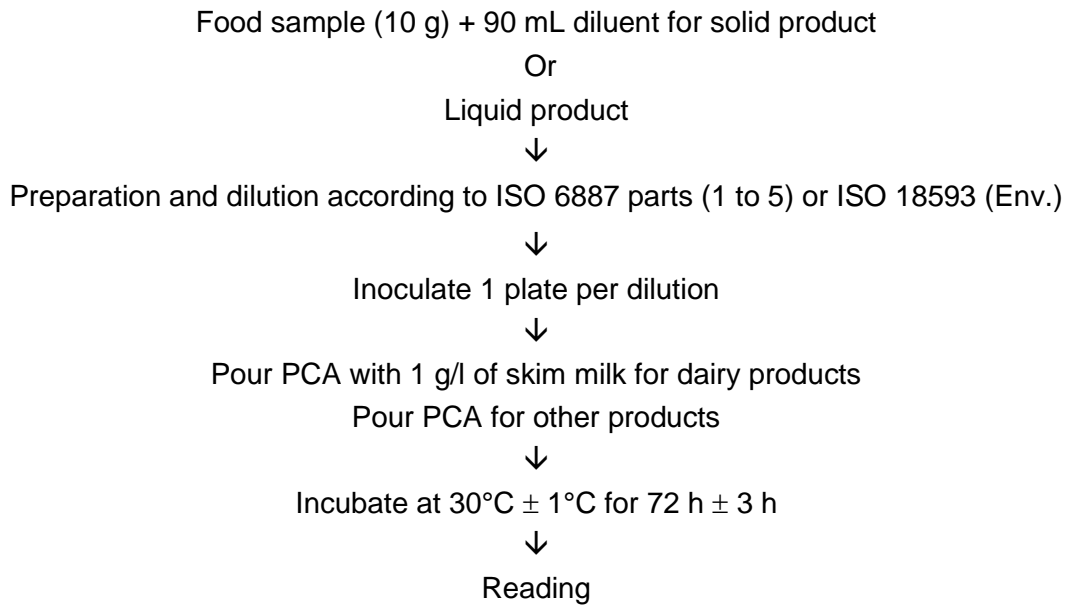 Food sample (10 g) + 90 mL diluent for solid product
Or
Liquid product
↓
Preparation and dilution according to ISO 6887 parts (1 to 5) or ISO 18593 (Env.)
↓
Inoculate 1 plate per dilution
↓
Pour PCA with 1 g/l of skim milk for dairy products
Pour PCA for other products
↓
Incubate at 30°C ± 1°C for 72 h ± 3 h
↓
Reading